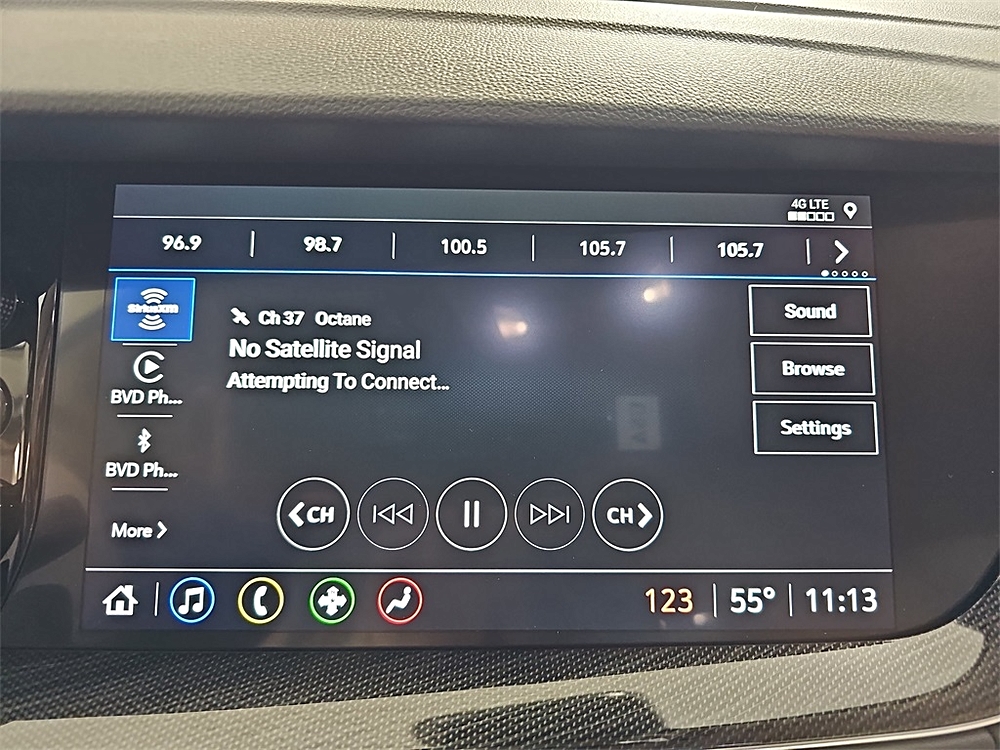 4G LTE
96.9 98.7 100.5 105.7 105.7
SiriusXM
Ch 37 Octane
No Satellite Signal
Attempting To Connect...
Sound
Browse
Settings
BVD Ph...
BVD Ph...
More
CH CH
123 55° 11:13